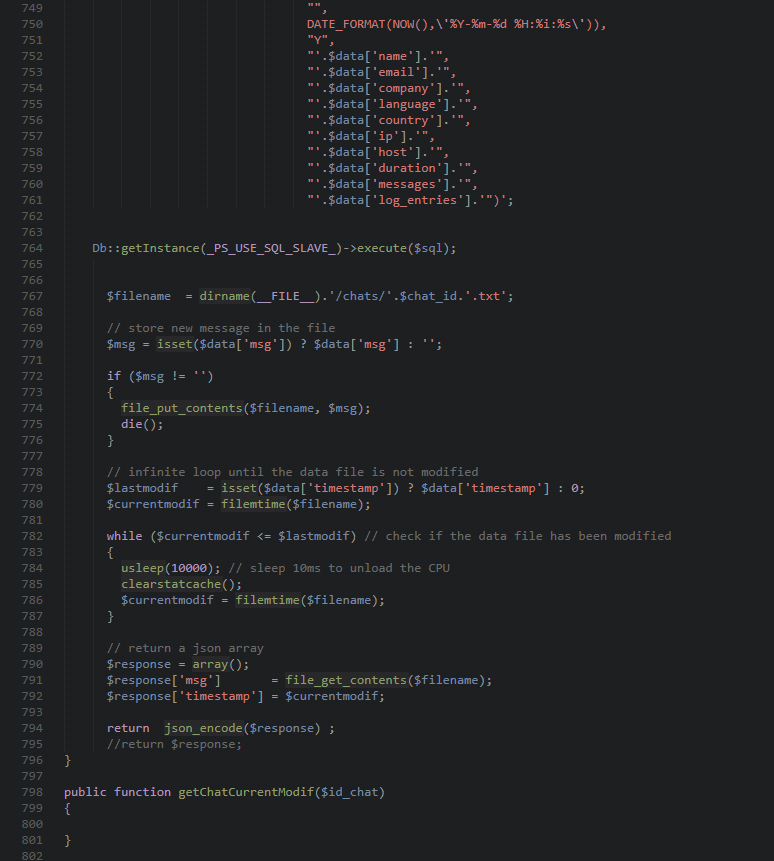 749 "",
750 DATE_FORMAT(NOW(),\'%Y-%m-%d %H:%i:%s\')),
751 "Y",
752 "'.$data['name'].'",
753 "'.$data['email'].'",
754 "'.$data['company'].'",
755 "'.$data['language'].'",
756 "'.$data['country'].'",
757 "'.$data['ip'].'",
758 "'.$data['host'].'",
759 "'.$data['duration'].'",
760 "'.$data['messages'].'",
761 "'.$data['log_entries'].'")';
762
763
764 Db::getInstance(_PS_USE_SQL_SLAVE_)->execute($sql);
765
766
767 $filename  = dirname(__FILE__).'/chats/'.$chat_id.'.txt';
768
769 // store new message in the file
770 $msg = isset($data['msg']) ? $data['msg'] : '';
771
772 if ($msg != '')
773 {
774 file_put_contents($filename, $msg);
775 die();
776 }
777
778 // infinite loop until the data file is not modified
779 $lastmodif    = isset($data['timestamp']) ? $data['timestamp'] : 0;
780 $currentmodif = filemtime($filename);
781
782 while ($currentmodif <= $lastmodif) // check if the data file has been modified
783 {
784 usleep(10000); // sleep 10ms to unload the CPU
785 clearstatcache();
786 $currentmodif = filemtime($filename);
787 }
788
789 // return a json array
790 $response = array();
791 $response['msg']       = file_get_contents($filename);
792 $response['timestamp'] = $currentmodif;
793
794 return  json_encode($response) ;
795 //return $response;
796 }
797
798 public function getChatCurrentModif($id_chat)
799 {
800
801 }
802